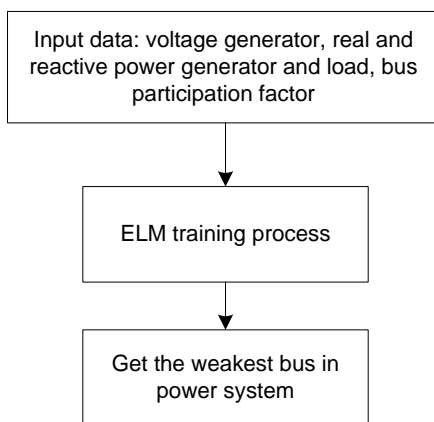 Input data: voltage generator, real and
reactive power generator and load, bus
participation factor
ELM training process
Get the weakest bus in
power system